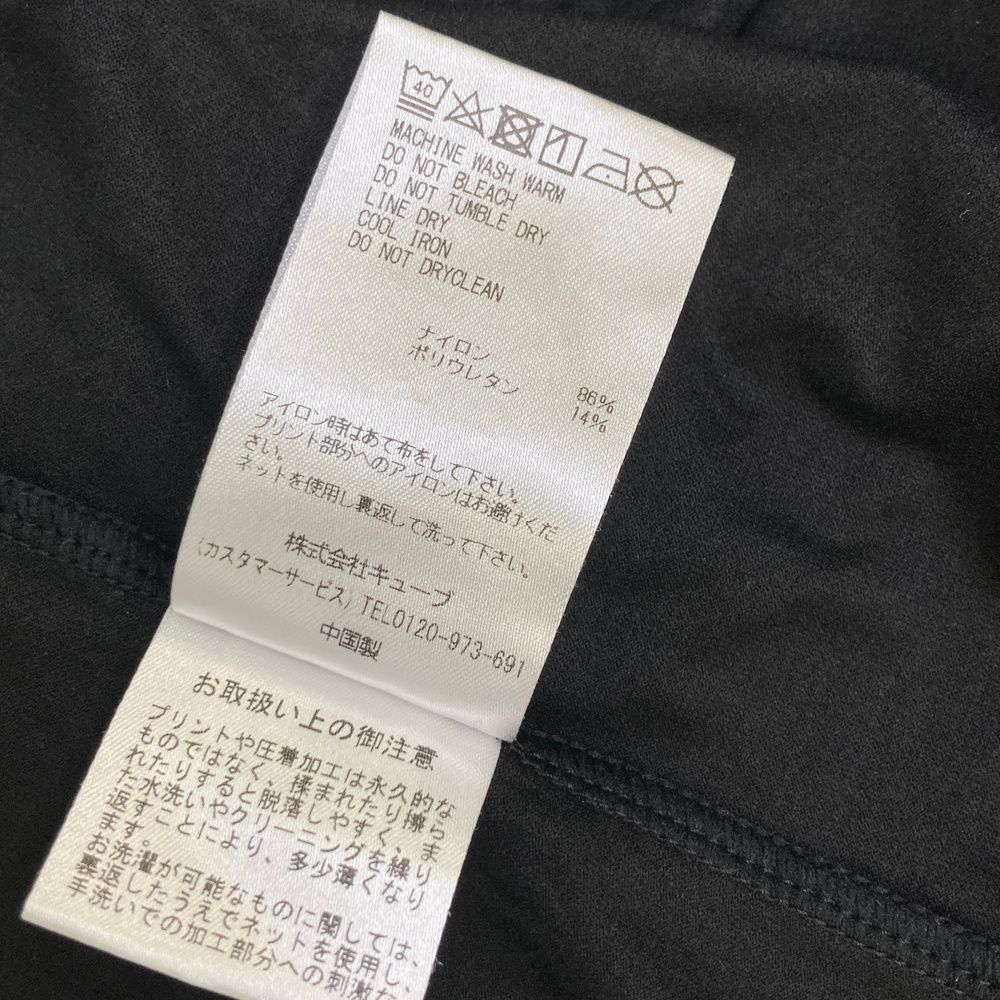 40
MACHINE WASH WARM
DO NOT BLEACH
DO NOT TUMBLE DRY
LINE DRY
COOL IRON
DO NOT DRYCLEAN
ナイロン 86%
ポリウレタン 14%
アイロン時はあて布をして下さい。
プリント部分へのアイロンはお避けくだ
さい。
ネットを使用し裏返して洗って下さい。
株式会社キューブ
(カスタマーサービス) TEL0120-973-691
中国製
お取扱い上の御注意
プリントや圧着加工は永久的な
ものではなく、揉まれたり擦ら
れたりすると脱落しやすく、ま
た水洗いやクリーニングを繰り
返すことにより、多少薄くなり
ます。
お洗濯が可能なものに関しては、
裏返したうえでネットを使用し、
手洗いでの加工部分への刺激な